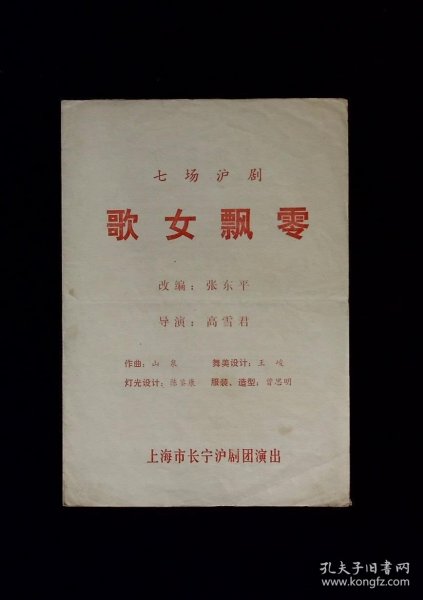 七场沪剧
歌女飘零
改编：张东平
导演：高雪君
作曲：山泉 舞美设计：王峻
灯光设计：陈春康 服装、造型：曾思明
上海市长宁沪剧团演出
孔夫子旧书网
www.kongfz.com